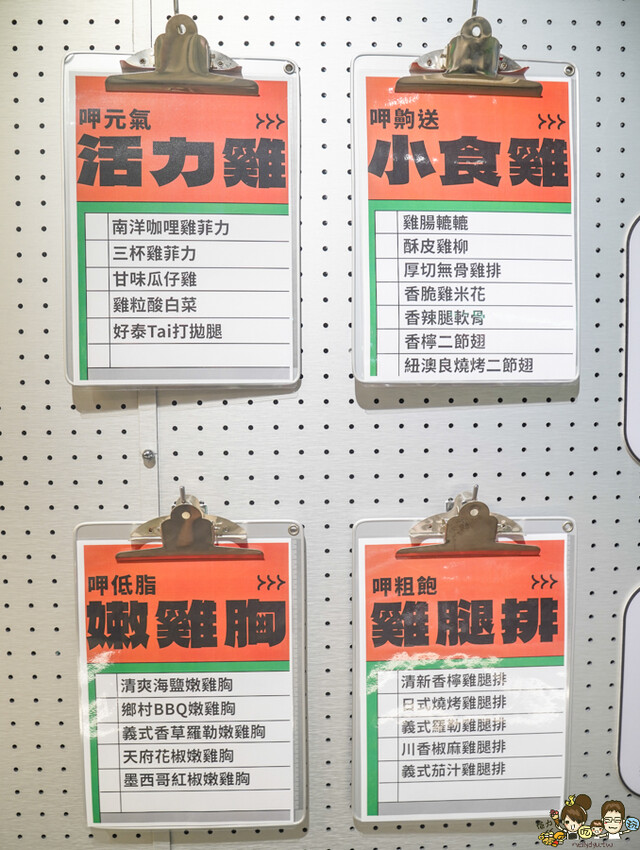 呷元氣
活力雞
南洋咖哩雞菲力
三杯雞菲力
甘味瓜仔雞
雞粒酸白菜
好泰Tai打拋腿
呷齁送
小食雞
雞腸轆轆
酥皮雞柳
厚切無骨雞排
香脆雞米花
香辣腿軟骨
香檸二節翅
紐澳良燒烤二節翅
呷低脂
嫩雞胸
清爽海鹽嫩雞胸
鄉村BBQ嫩雞胸
義式香草羅勒嫩雞胸
天府花椒嫩雞胸
墨西哥紅椒嫩雞胸
呷粗飽
雞腿排
清新香檸雞腿排
日式燒烤雞腿排
義式羅勒雞腿排
川香椒麻雞腿排
義式茄汁雞腿排